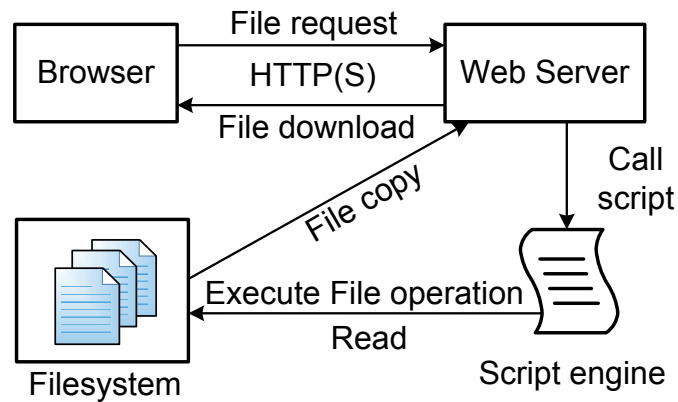 File request
Browser
HTTP(S)
Web Server
File download
Call
script
File copy
Execute File operation
Read
Filesystem
Script engine